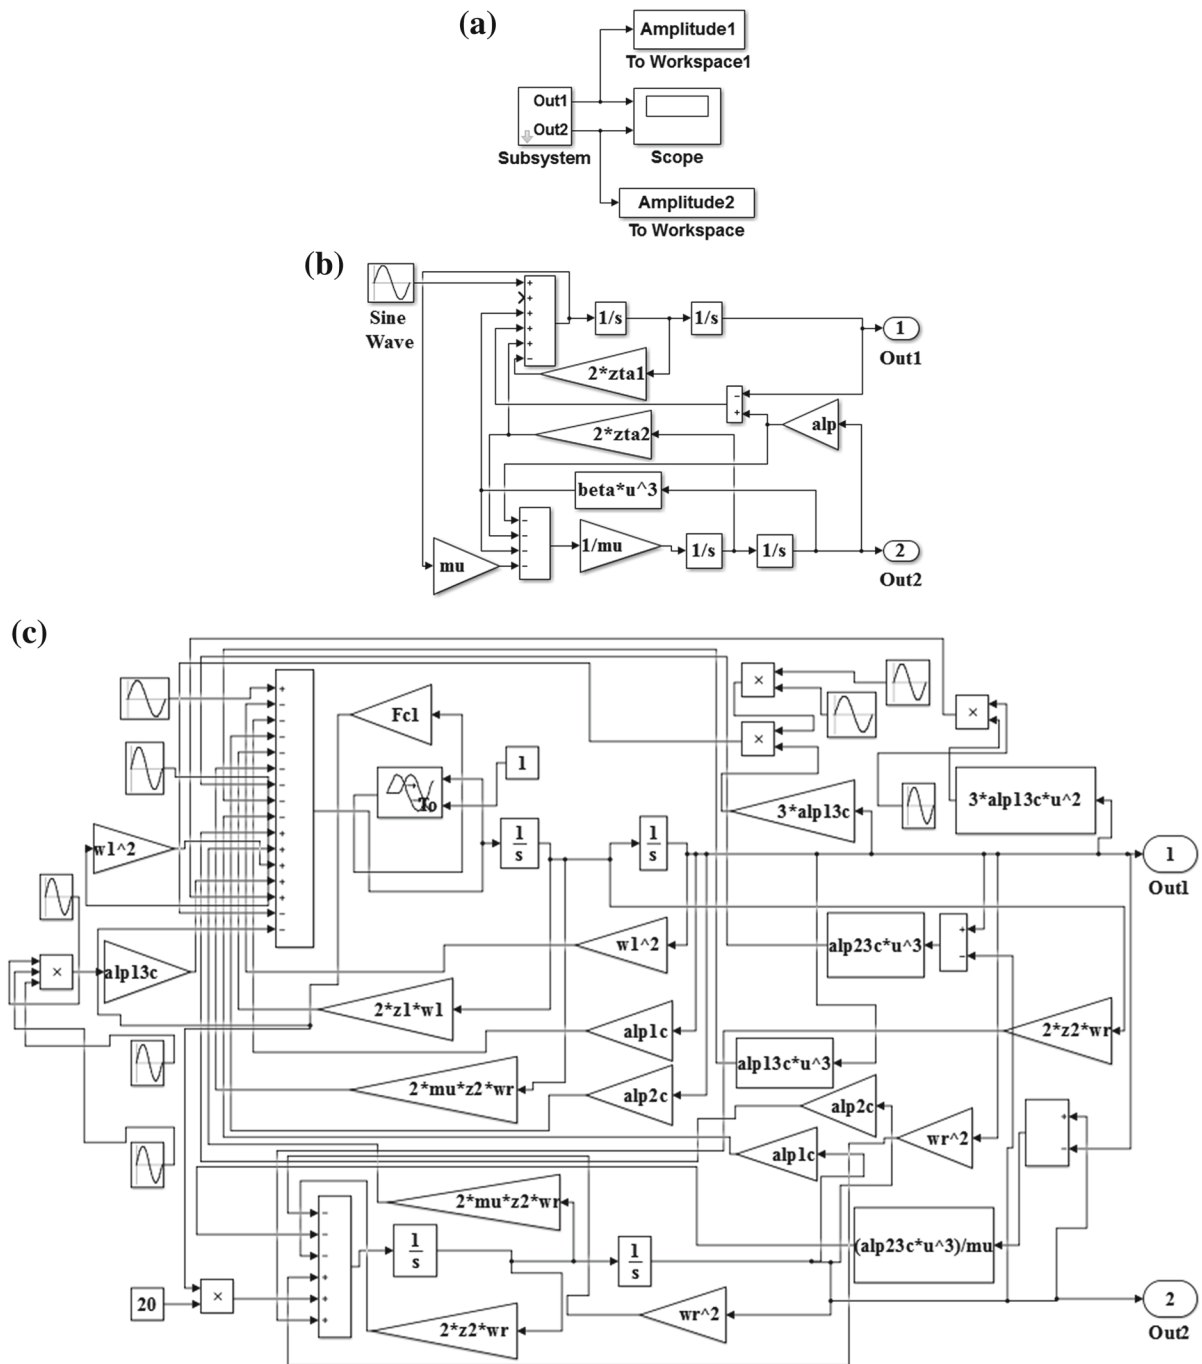 (a)
Amplitude1
To Workspace1
Out1
Out2
Subsystem
Scope
Amplitude2
To Workspace
(b)
Sine
Wave
+
+
+
+
+
−
1/s
1/s
1
Out1
2*zta1
−
+
alp
2*zta2
beta*u^3
−
−
−
−
1/mu
1/s
1/s
2
Out2
mu
(c)
+
−
−
−
−
−
−
−
−
+
+
+
+
+
−
−
Fc1
×
×
×
To
1
3*alp13c
3*alp13c*u^2
w1^2
1
s
1
s
1
Out1
w1^2
alp23c*u^3
+
−
×
alp13c
2*z1*w1
alp1c
2*z2*wr
alp13c*u^3
2*mu*z2*wr
alp2c
alp2c
wr^2
+
−
alp1c
2*mu*z2*wr
−
−
−
+
+
+
1
s
1
s
(alp23c*u^3)/mu
20
×
2*z2*wr
wr^2
2
Out2